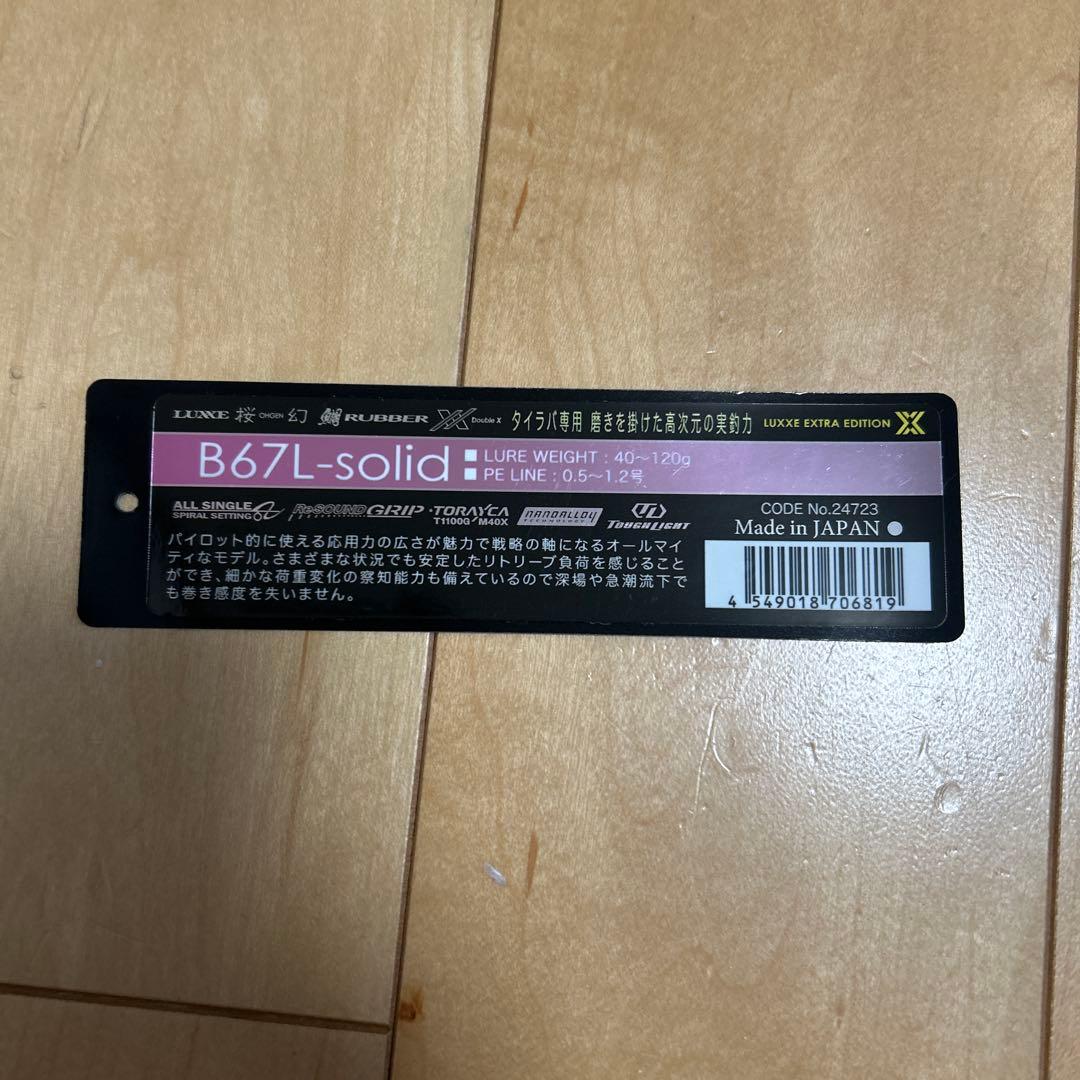 LUXXE 桜 OHGEN 幻 鯛 RUBBER XX Double X タイラバ専用 磨きを掛けた高次元の実釣力 LUXXE EXTRA EDITION XX
B67L-solid
■ LURE WEIGHT : 40～120g
■ PE LINE : 0.5～1.2号
ALL SINGLE SPIRAL SETTING
Re:SOUND GRIP
・TORAYCA T1100G M40X
NANOALLOY TECHNOLOGY
TOUGHLIGHT
CODE No.24723
Made in JAPAN ●
パイロット的に使える応用力の広さが魅力で戦略の軸になるオールマイ
ティなモデル。さまざまな状況でも安定したリトリーブ負荷を感じること
ができ、細かな荷重変化の察知能力も備えているので深場や急潮流下で
も巻き感度を失いません。
4 549018 706819